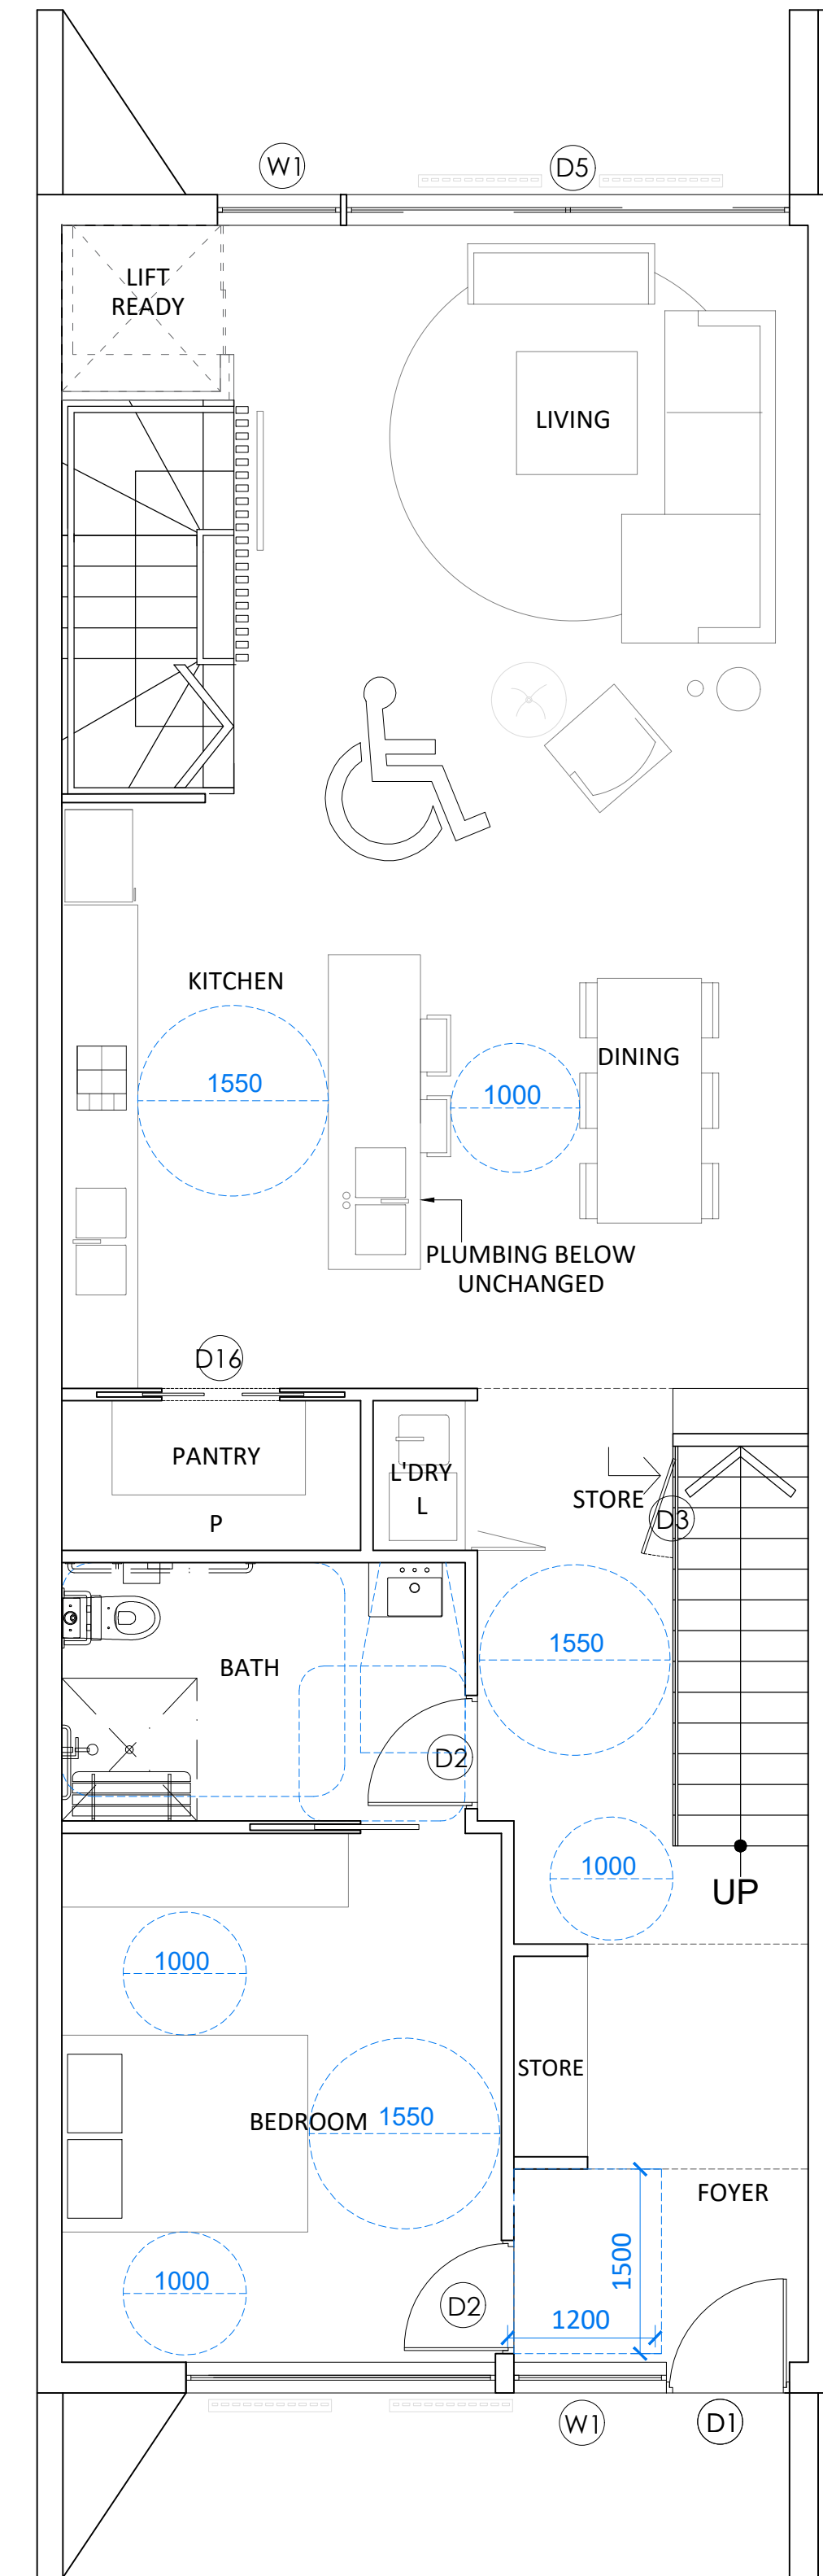 W1
D5
LIFT
READY
LIVING
KITCHEN
1550
1000
DINING
PLUMBING BELOW
UNCHANGED
D16
PANTRY
P
L'DRY
L
STORE
D3
1550
BATH
D2
1000
UP
1000
STORE
BEDROOM
1550
FOYER
1500
1000
D2
1200
W1
D1